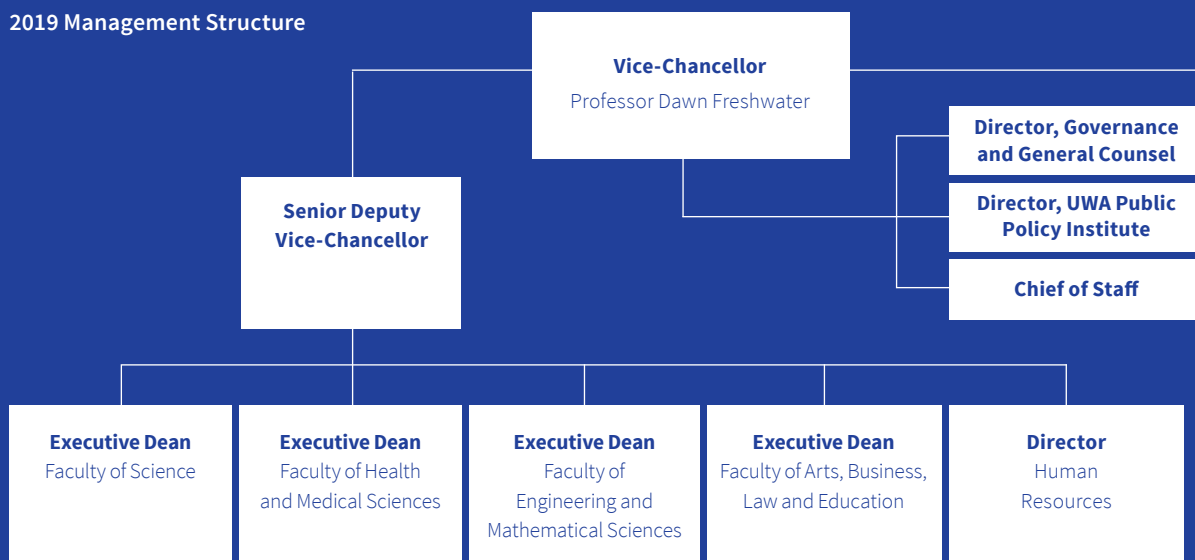 2019 Management Structure
Vice-Chancellor
Professor Dawn Freshwater
Director, Governance
and General Counsel
Director, UWA Public
Policy Institute
Chief of Staff
Senior Deputy
Vice-Chancellor
Executive Dean
Faculty of Science
Executive Dean
Faculty of Health
and Medical Sciences
Executive Dean
Faculty of
Engineering and
Mathematical Sciences
Executive Dean
Faculty of Arts, Business,
Law and Education
Director
Human
Resources